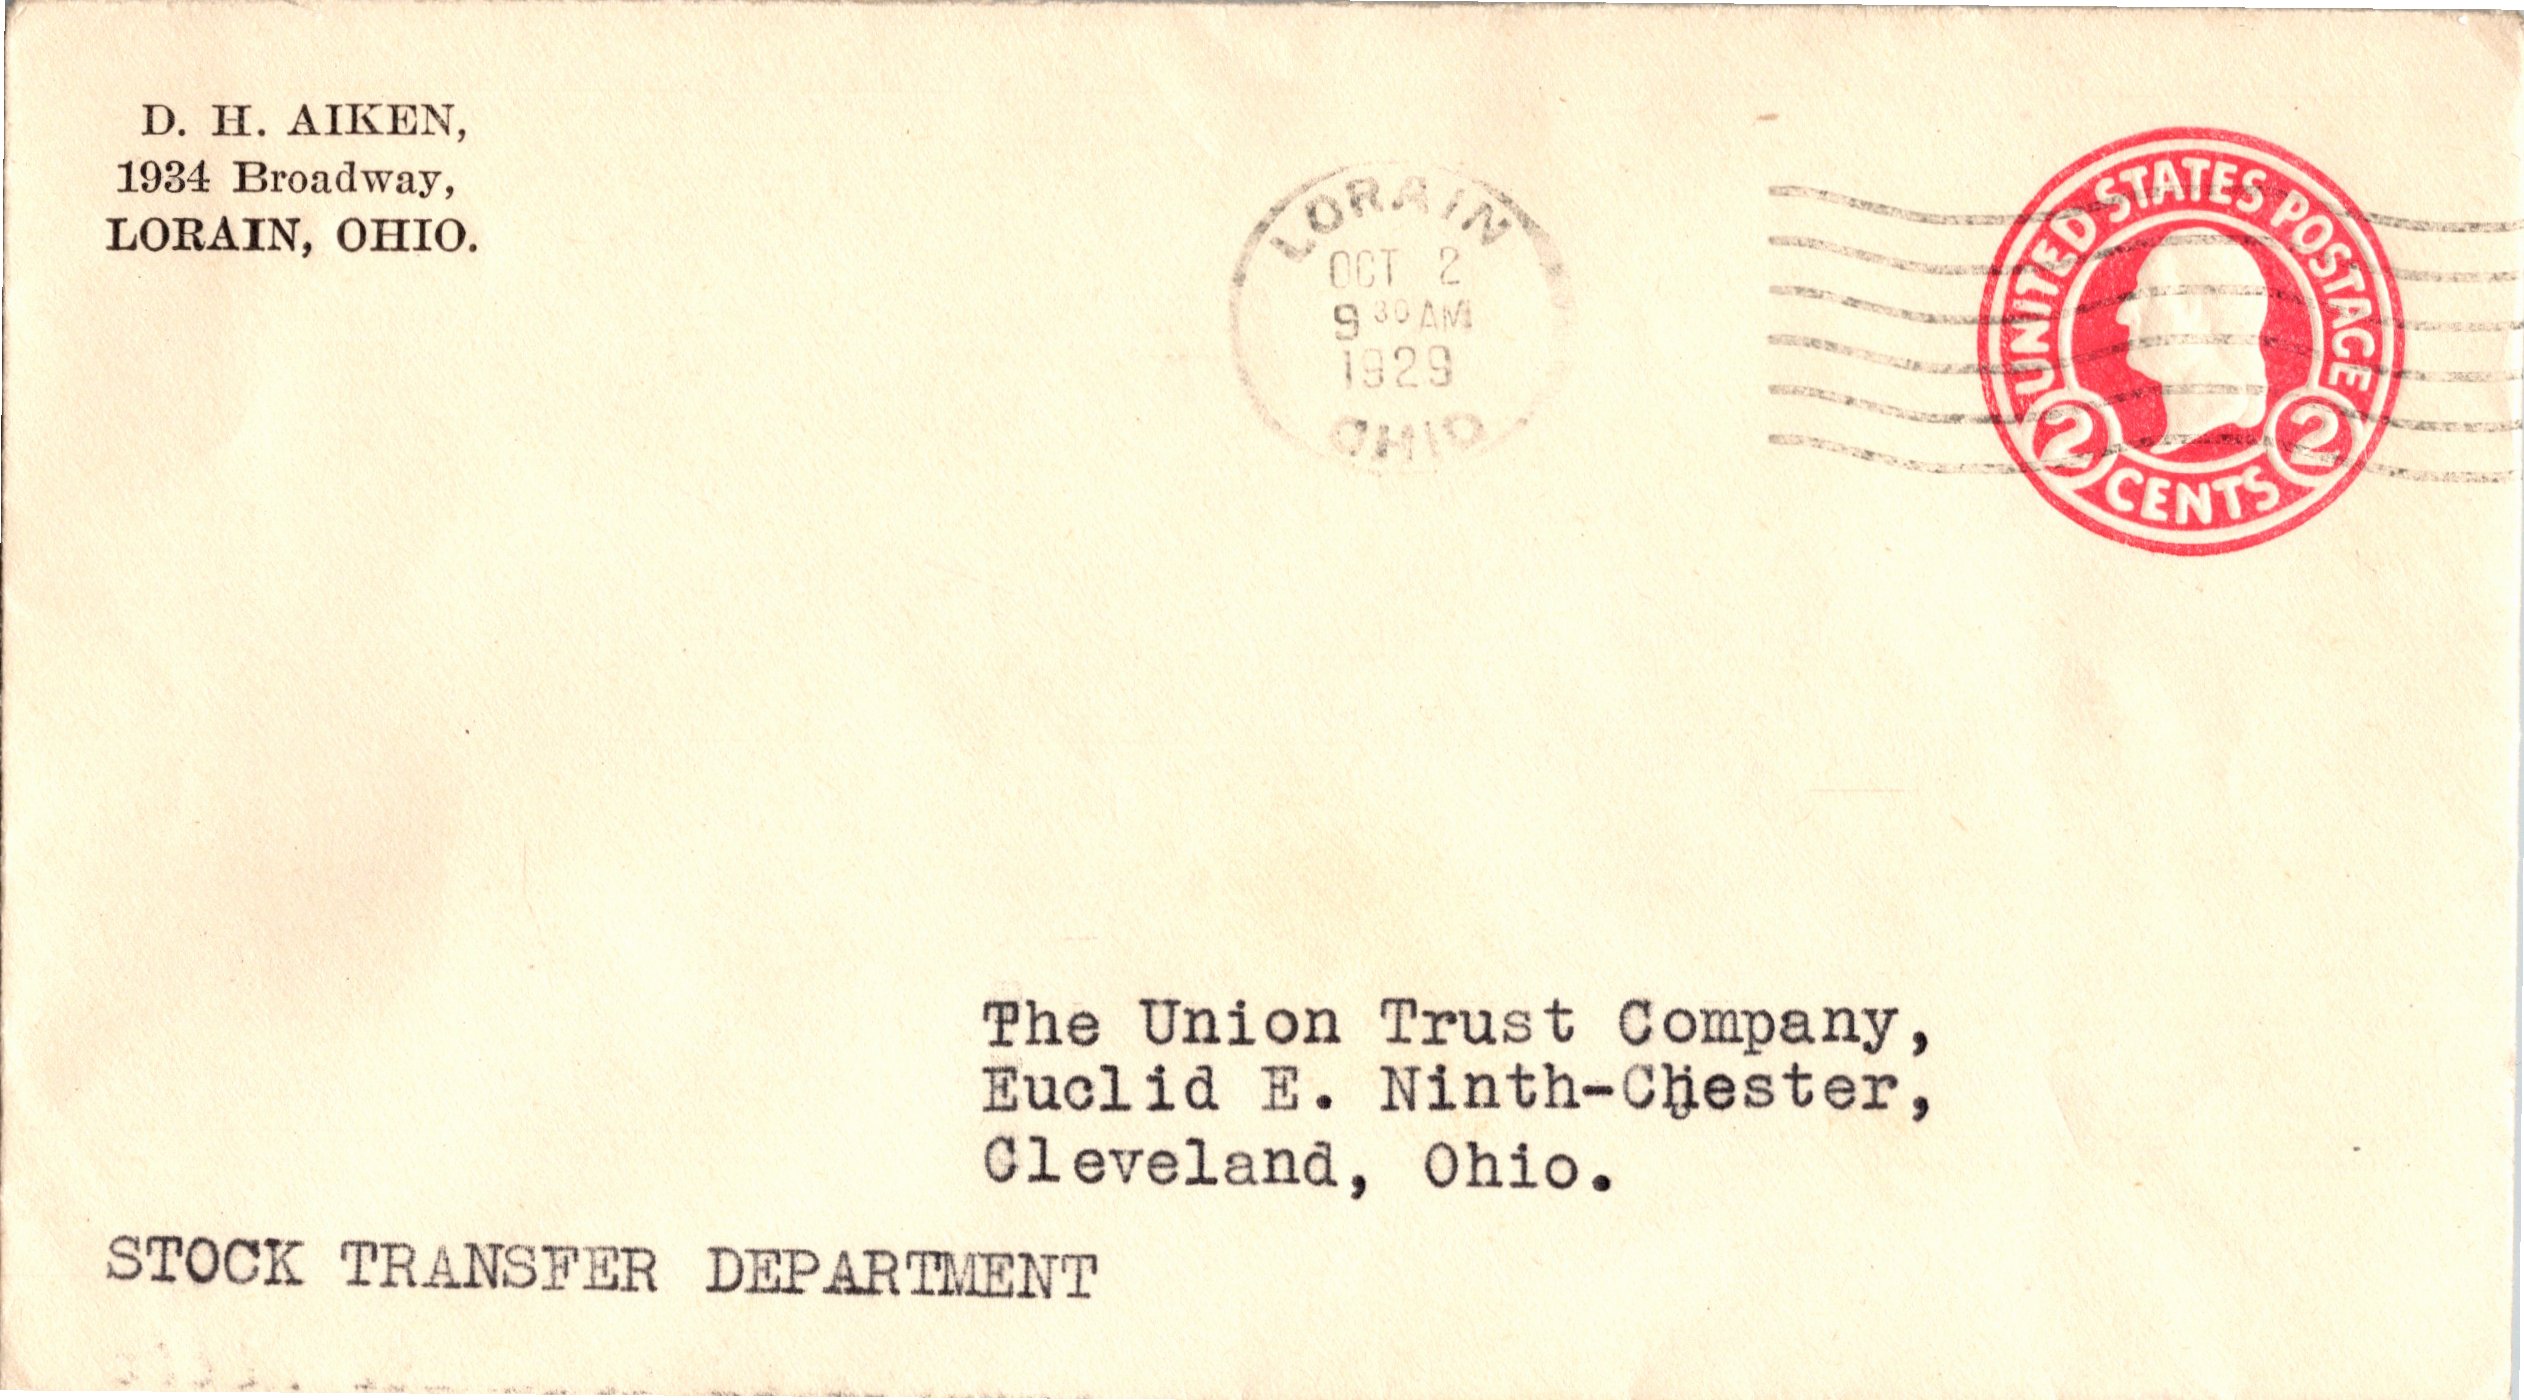 D. H. AIKEN,
1934 Broadway,
LORAIN, OHIO.
LORAIN
OCT 2
9 30 AM
1929
OHIO
UNITED STATES POSTAGE
2 CENTS 2
The Union Trust Company,
Euclid E. Ninth-Chester,
Cleveland, Ohio.
STOCK TRANSFER DEPARTMENT